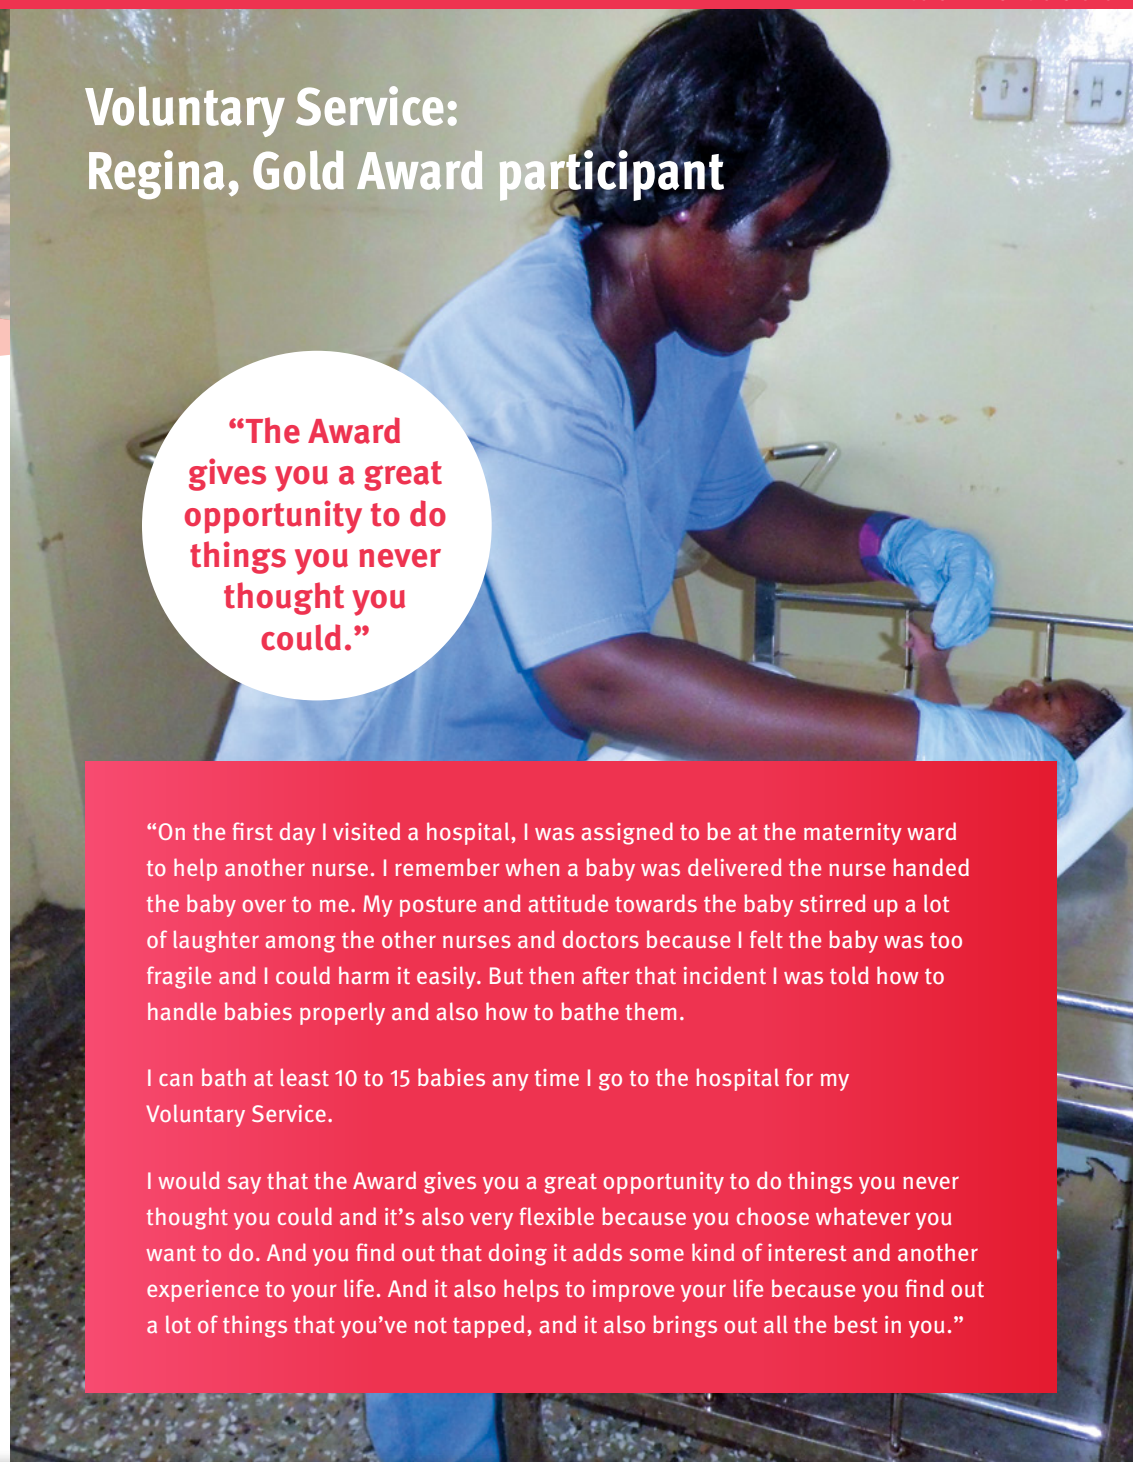 Voluntary Service:
Regina, Gold Award participant
“The Award
gives you a great
opportunity to do
things you never
thought you
could.”
“On the first day I visited a hospital, I was assigned to be at the maternity ward
to help another nurse. I remember when a baby was delivered the nurse handed
the baby over to me. My posture and attitude towards the baby stirred up a lot
of laughter among the other nurses and doctors because I felt the baby was too
fragile and I could harm it easily. But then after that incident I was told how to
handle babies properly and also how to bathe them.
I can bath at least 10 to 15 babies any time I go to the hospital for my
Voluntary Service.
I would say that the Award gives you a great opportunity to do things you never
thought you could and it’s also very flexible because you choose whatever you
want to do. And you find out that doing it adds some kind of interest and another
experience to your life. And it also helps to improve your life because you find out
a lot of things that you’ve not tapped, and it also brings out all the best in you.”